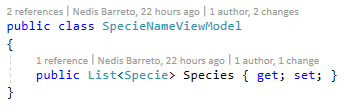 2 references | Nedis Barreto, 22 hours ago | 1 author, 2 changes
public class SpecieNameViewModel
{
1 reference | Nedis Barreto, 22 hours ago | 1 author, 1 change
public List<Specie> Species { get; set; }
}